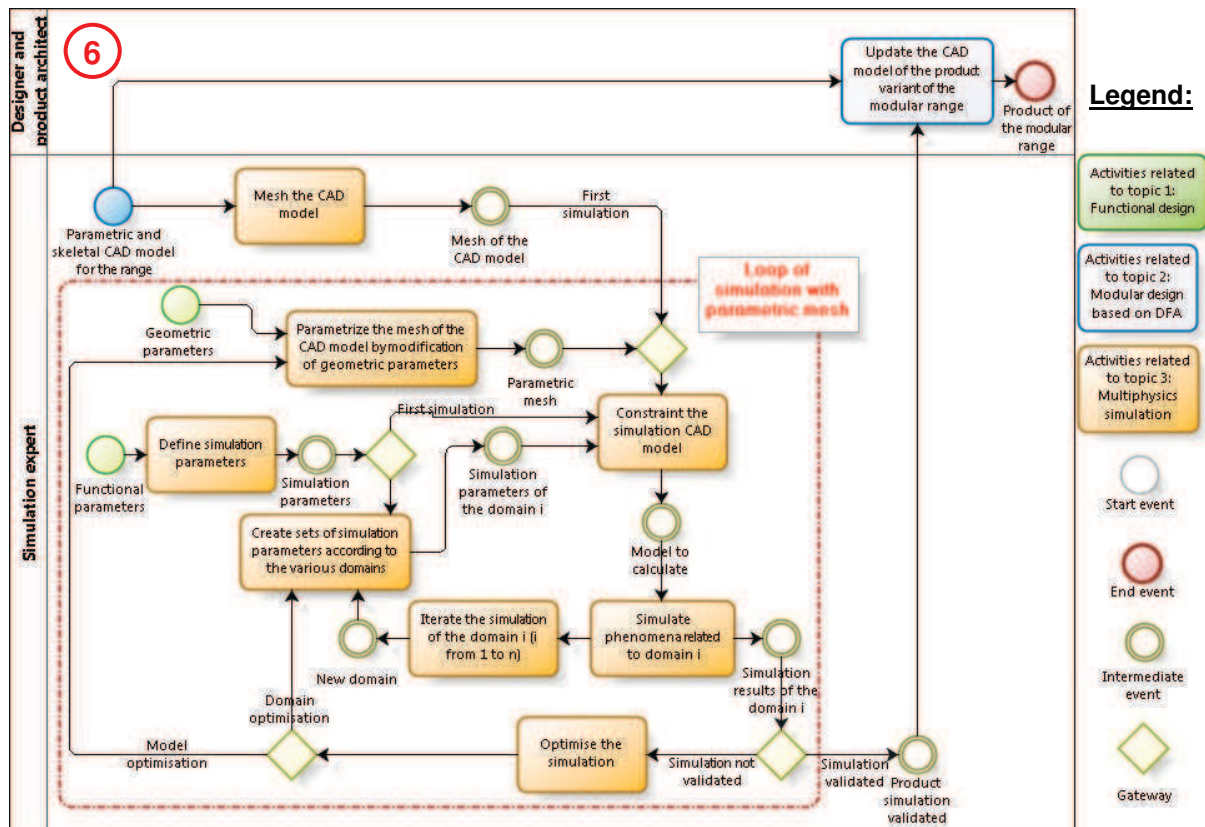 6
Designer and
product architect
Update the CAD
model of the product
variant of the
modular range
Product of
the modular
range
Simulation expert
Parametric and
skeletal CAD model
for the range
Mesh the CAD
model
Mesh of the
CAD model
First
simulation
Loop of
simulation with
parametric mesh
Geometric
parameters
Parametrize the mesh of the
CAD model bymodification
of geometric parameters
Parametric
mesh
First simulation
Constraint the
simulation CAD
model
Functional
parameters
Define simulation
parameters
Simulation
parameters
Simulation
parameters of
the domain i
Create sets of simulation
parameters according to
the various domains
Model to
calculate
New domain
Iterate the simulation
of the domain i (i
from 1 to n)
Simulate
phenomena related
to domain i
Simulation
results of the
domain i
Domain
optimisation
Model
optimisation
Optimise the
simulation
Simulation not
validated
Simulation
validated
Product
simulation
validated
Legend:
Activities related
to topic 1:
Functional design
Activities related
to topic 2:
Modular design
based on DFA
Activities related
to topic 3:
Multiphysics
simulation
Start event
End event
Intermediate
event
Gateway